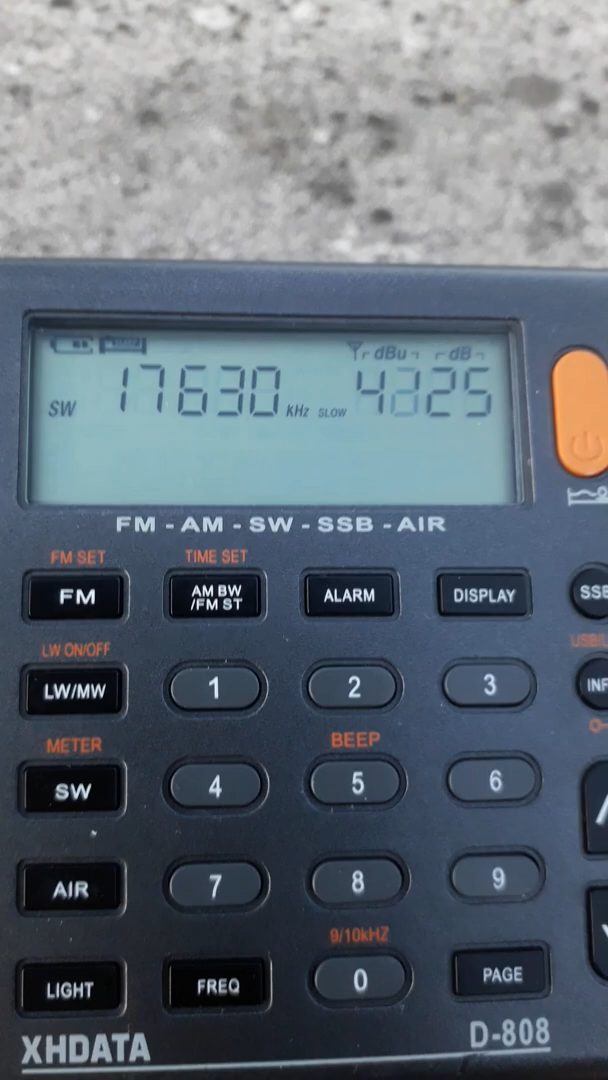 dBu dB
SW 17630 kHz SLOW 25
FM - AM - SW - SSB - AIR
FM SET TIME SET
FM AM BW ALARM DISPLAY
/FM ST
LW ON/OFF
LW/MW 1 2 3
METER BEEP
SW 4 5 6
AIR 7 8 9
9/10kHZ
LIGHT FREQ 0 PAGE
XHDATA D-808